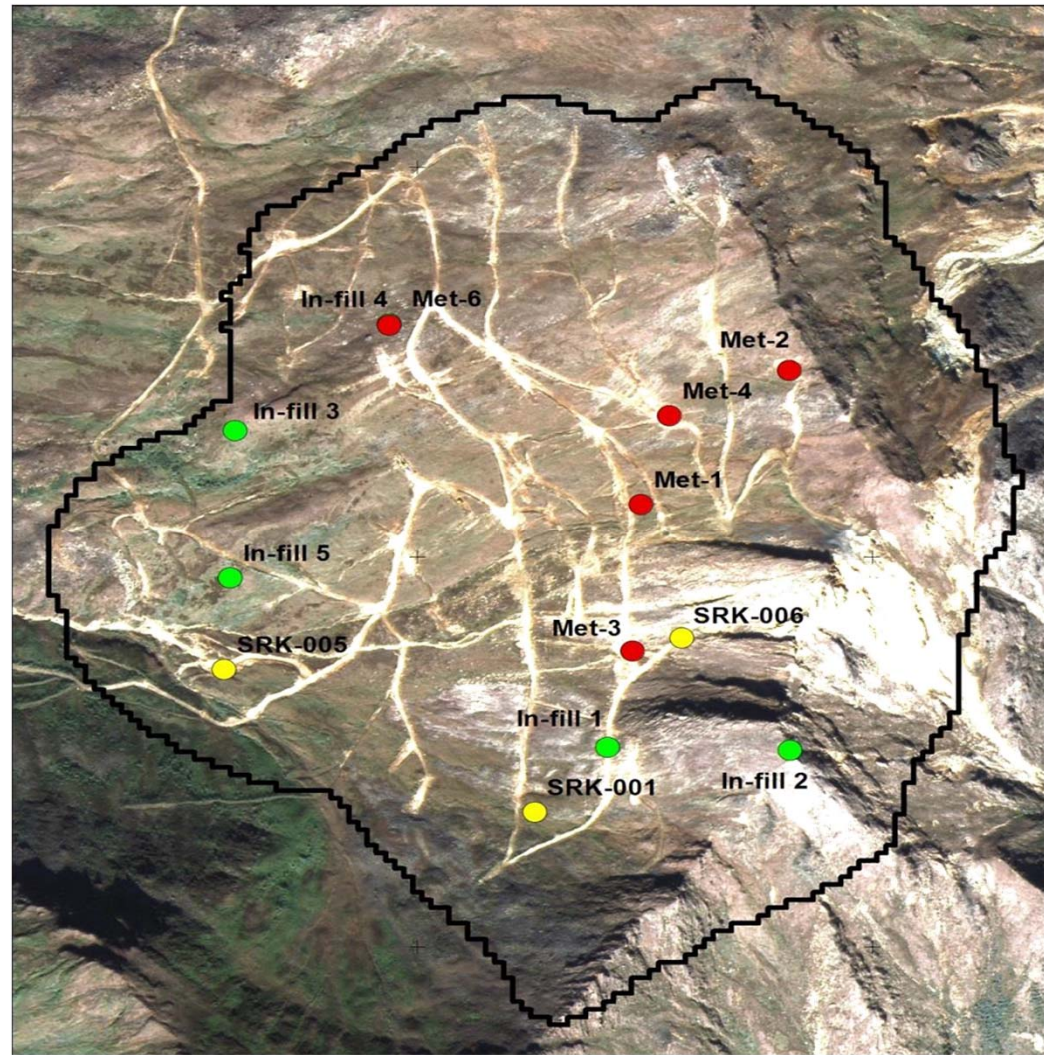 In-fill 4
Met-6
Met-2
Met-4
In-fill 3
Met-1
In-fill 5
SRK-006
Met-3
SRK-005
In-fill 1
In-fill 2
SRK-001